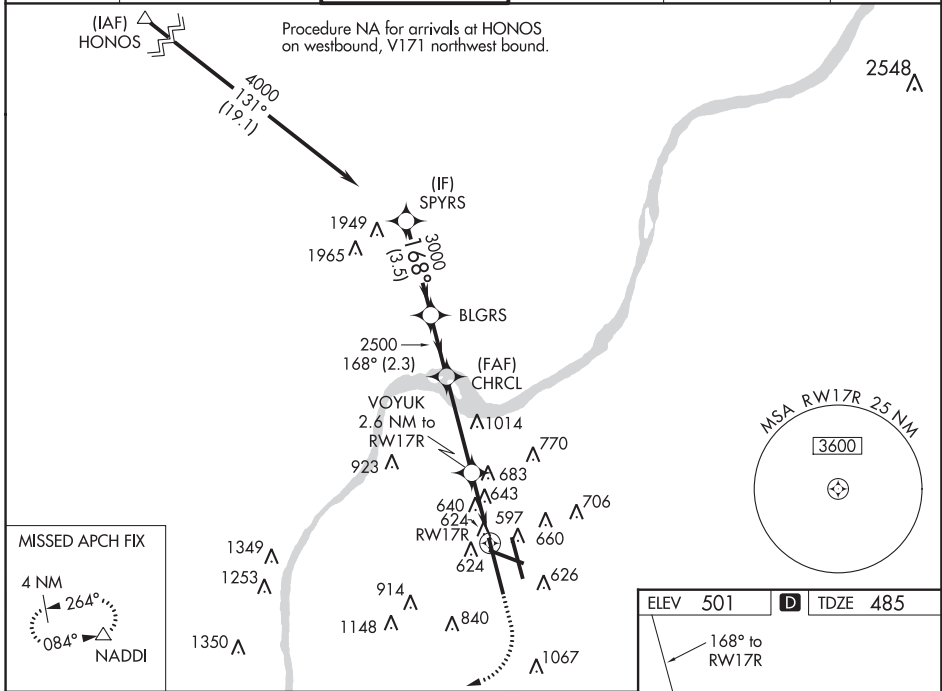 (IAF)
HONOS
Procedure NA for arrivals at HONOS
on westbound, V171 northwest bound.
2548
4000
131°
(19.1)
(IF)
SPYRS
1949
1965
3000
168°
(3.5)
BLGRS
2500
168° (2.3)
(FAF)
CHRCL
VOYUK
2.6 NM to
RW17R
1014
770
923
683
643
640
706
624
597
RW17R
660
624
626
1349
1253
914
1148
840
1350
1067
MSA RW17R 25 NM
3600
MISSED APCH FIX
4 NM
264°
084°
NADDI
ELEV 501 D TDZE 485
168° to
RW17R